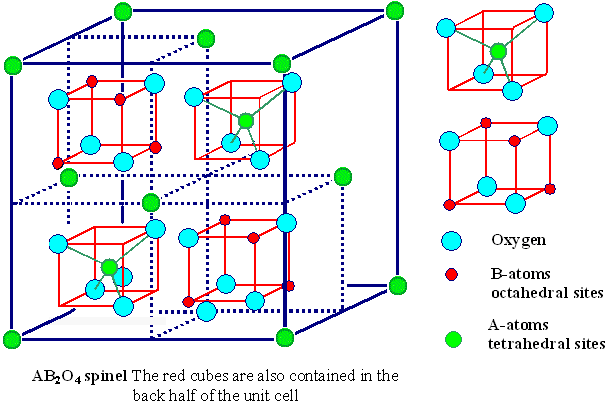 Oxygen
B-atoms
octahedral sites
A-atoms
tetrahedral sites
AB₂O₄ spinel The red cubes are also contained in the
back half of the unit cell